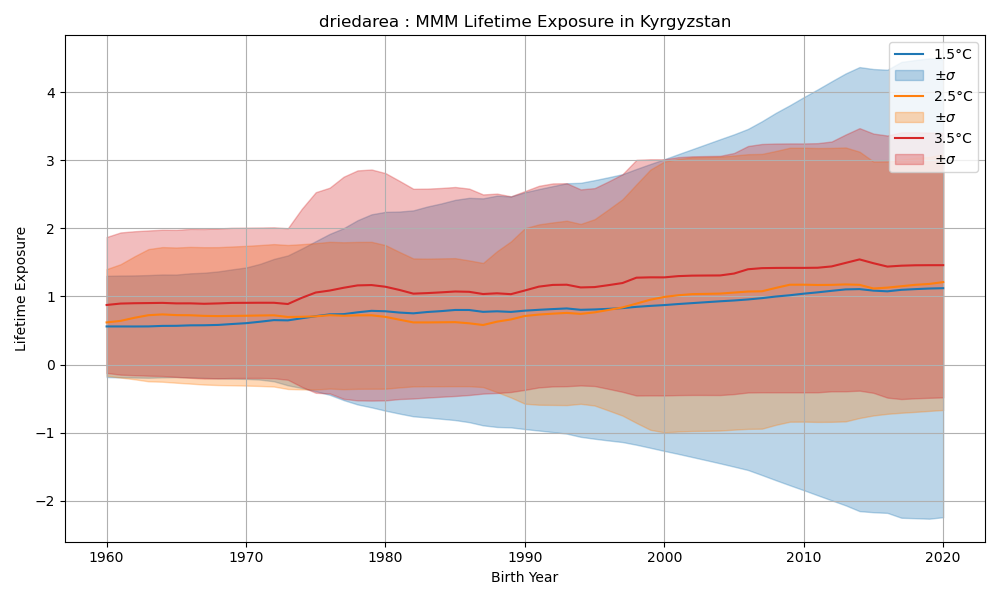 driedarea : MMM Lifetime Exposure in Kyrgyzstan
1.5°C
±σ
2.5°C
±σ
3.5°C
±σ
Lifetime Exposure
4
3
2
1
0
−1
−2
1960
1970
1980
1990
2000
2010
2020
Birth Year